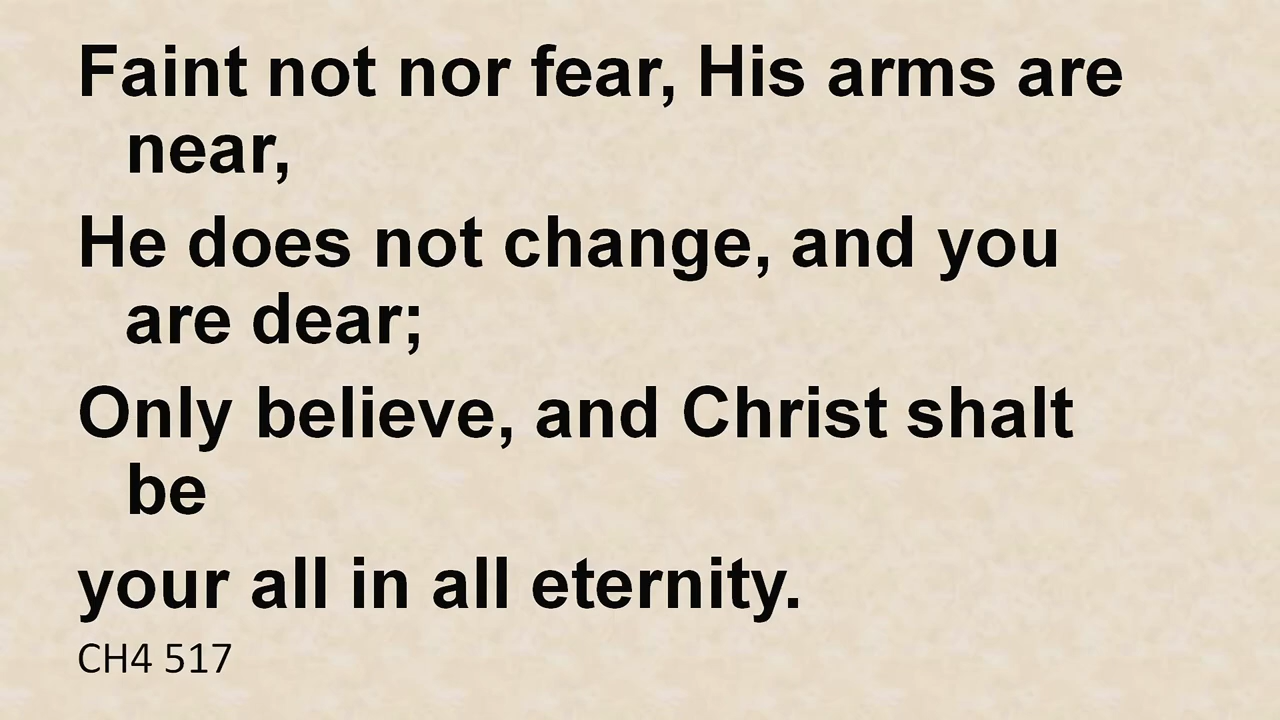 Faint not nor fear, His arms are
near,
He does not change, and you
are dear;
Only believe, and Christ shalt
be
your all in all eternity.
CH4 517